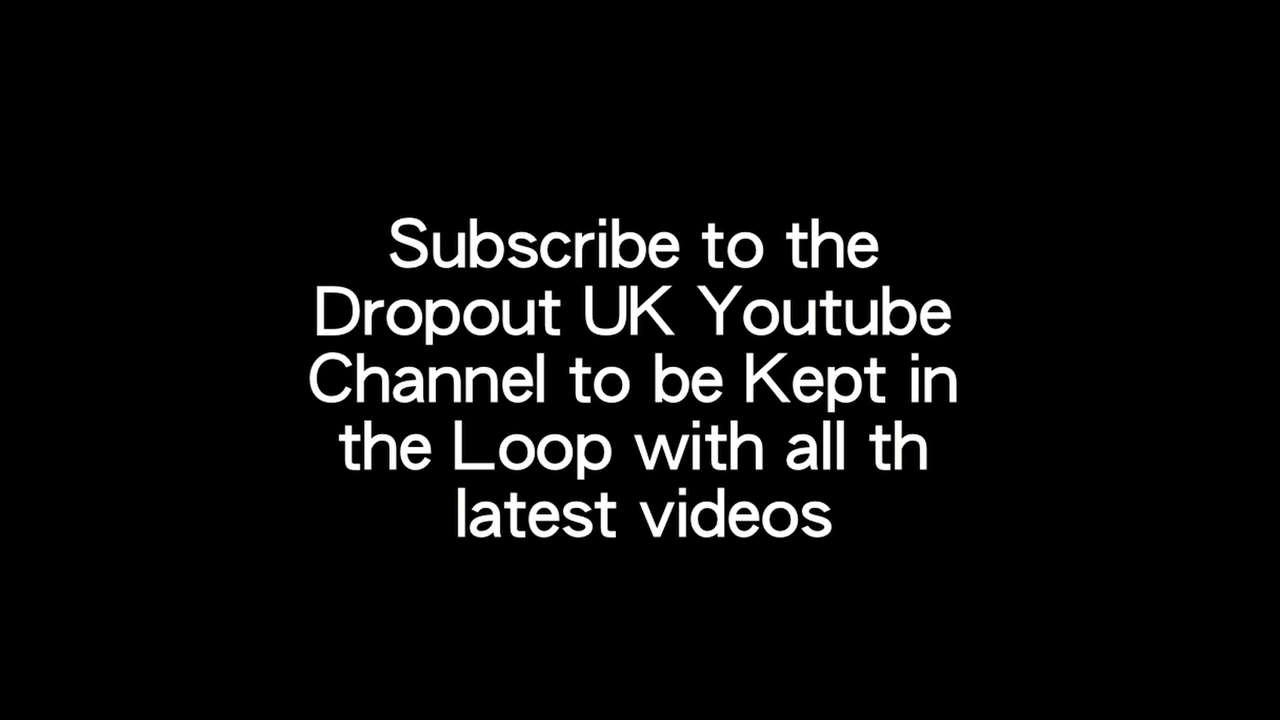 Subscribe to the
Dropout UK Youtube
Channel to be Kept in
the Loop with all th
latest videos